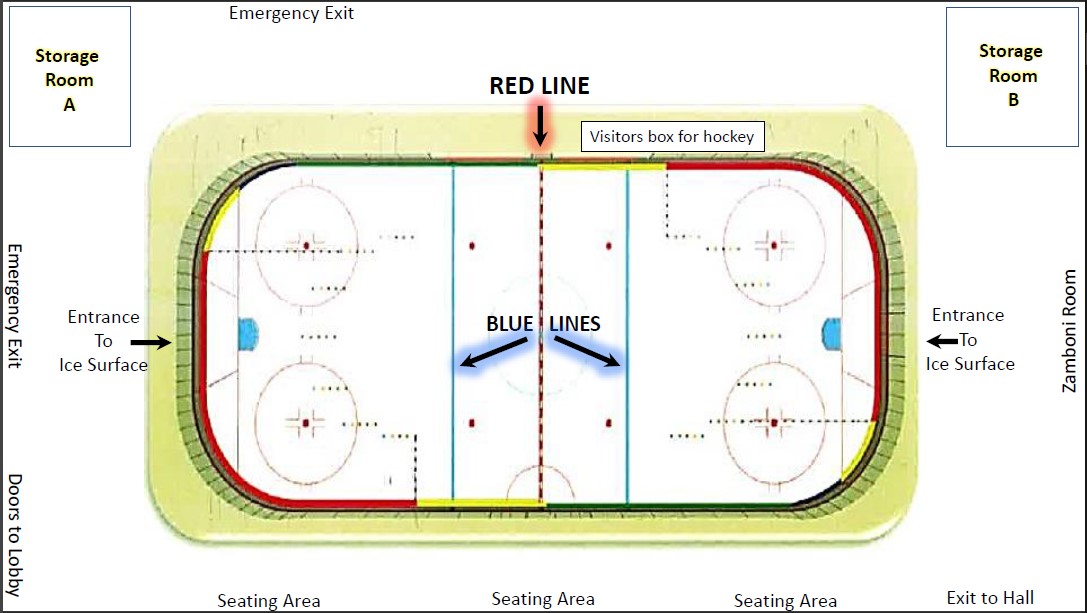 Emergency Exit
Storage
Room
A
Storage
Room
B
RED LINE
Visitors box for hockey
Emergency Exit
Entrance
To
Ice Surface
BLUE LINES
Entrance
To
Ice Surface
Zamboni Room
Doors to Lobby
Seating Area
Seating Area
Seating Area
Exit to Hall